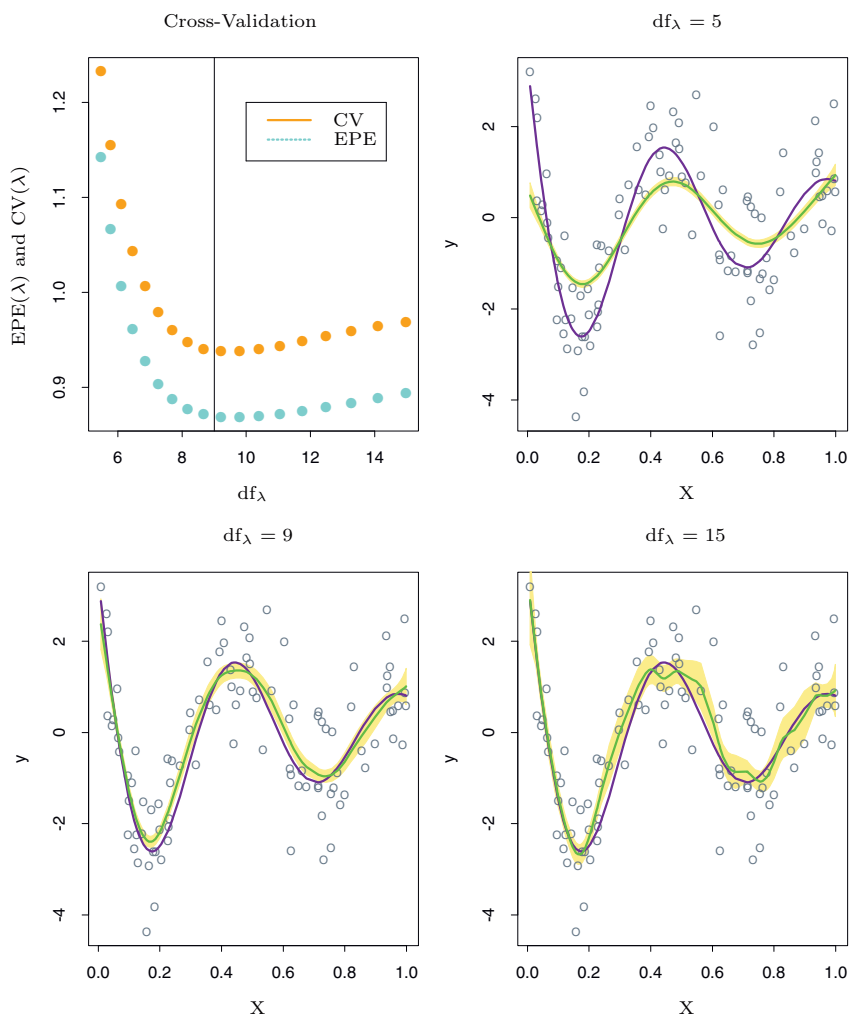 Cross-Validation
EPE(λ) and CV(λ)
1.2
1.1
1.0
0.9
CV
EPE
6 8 10 12 14
df_λ
df_λ = 5
y
2
0
-2
-4
0.0 0.2 0.4 0.6 0.8 1.0
X
df_λ = 9
y
2
0
-2
-4
0.0 0.2 0.4 0.6 0.8 1.0
X
df_λ = 15
y
2
0
-2
-4
0.0 0.2 0.4 0.6 0.8 1.0
X